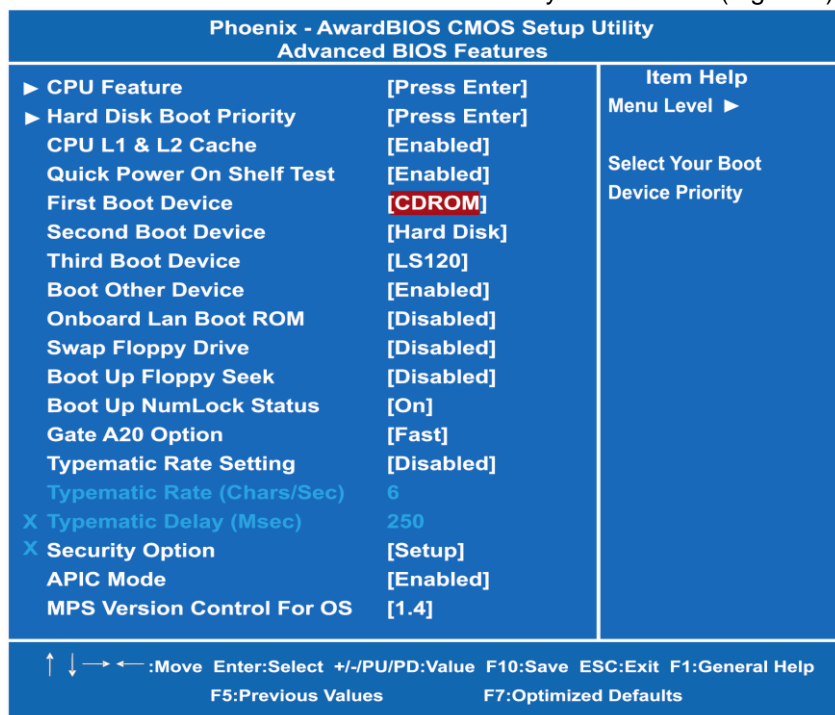 Phoenix - AwardBIOS CMOS Setup Utility
Advanced BIOS Features
▶ CPU Feature [Press Enter]
▶ Hard Disk Boot Priority [Press Enter]
CPU L1 & L2 Cache [Enabled]
Quick Power On Shelf Test [Enabled]
First Boot Device [CDROM]
Second Boot Device [Hard Disk]
Third Boot Device [LS120]
Boot Other Device [Enabled]
Onboard Lan Boot ROM [Disabled]
Swap Floppy Drive [Disabled]
Boot Up Floppy Seek [Disabled]
Boot Up NumLock Status [On]
Gate A20 Option [Fast]
Typematic Rate Setting [Disabled]
Typematic Rate (Chars/Sec) 6
X Typematic Delay (Msec) 250
X Security Option [Setup]
APIC Mode [Enabled]
MPS Version Control For OS [1.4]
Item Help
Menu Level ▶
Select Your Boot
Device Priority
↑ ↓ → ← :Move Enter:Select +/-/PU/PD:Value F10:Save ESC:Exit F1:General Help
F5:Previous Values F7:Optimized Defaults